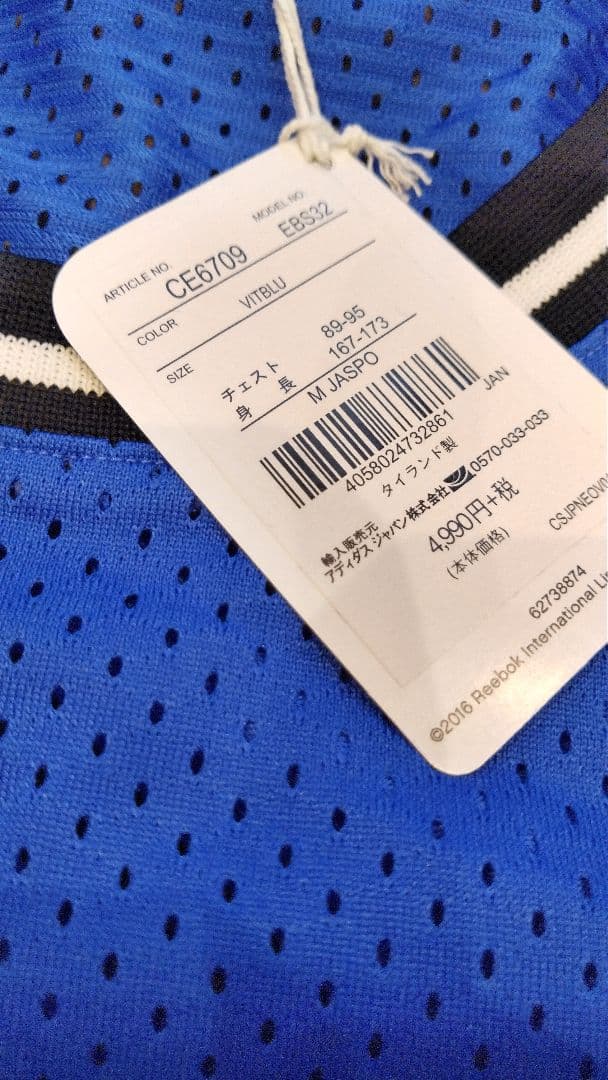 ARTICLE NO.
MODEL NO.
CE6709
EBS32
COLOR
VITBLU
SIZE
チェスト 89-95
身 長 167-173
M JASPO
4058024732861
JAN
タイランド製
輸入販売元
アディダス ジャパン株式会社 0570-033-033
4,990円+税
(本体価格)
62738874
©2016 Reebok International